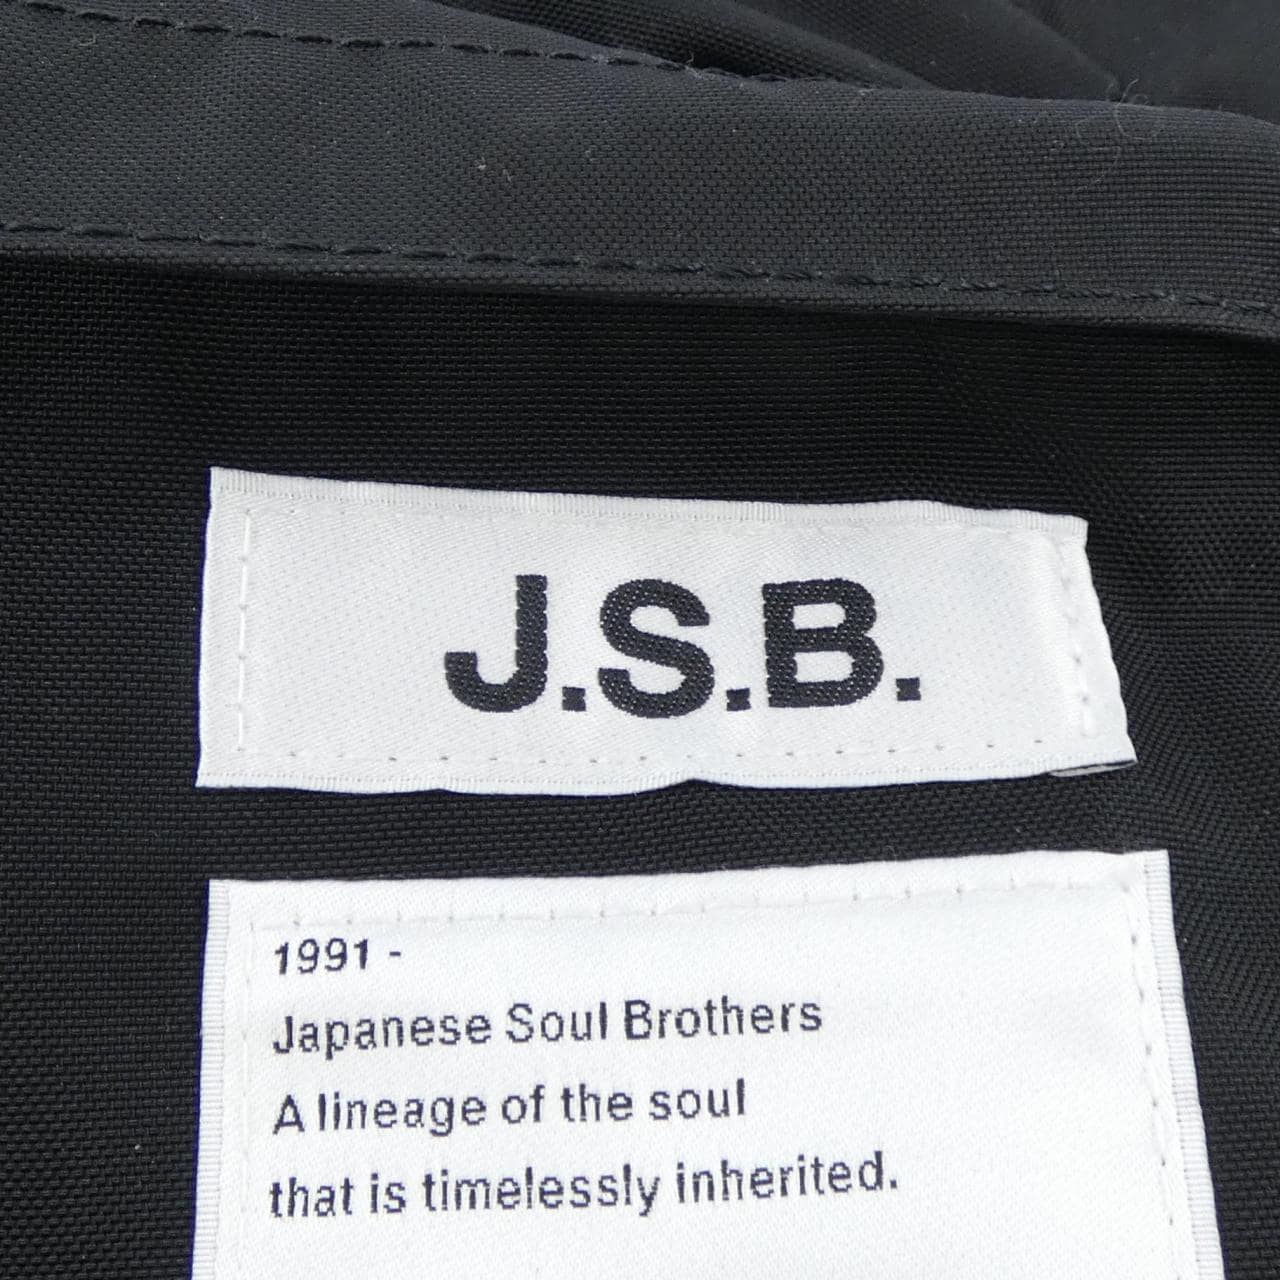 J.S.B.
1991 -
Japanese Soul Brothers
A lineage of the soul
that is timelessly inherited.